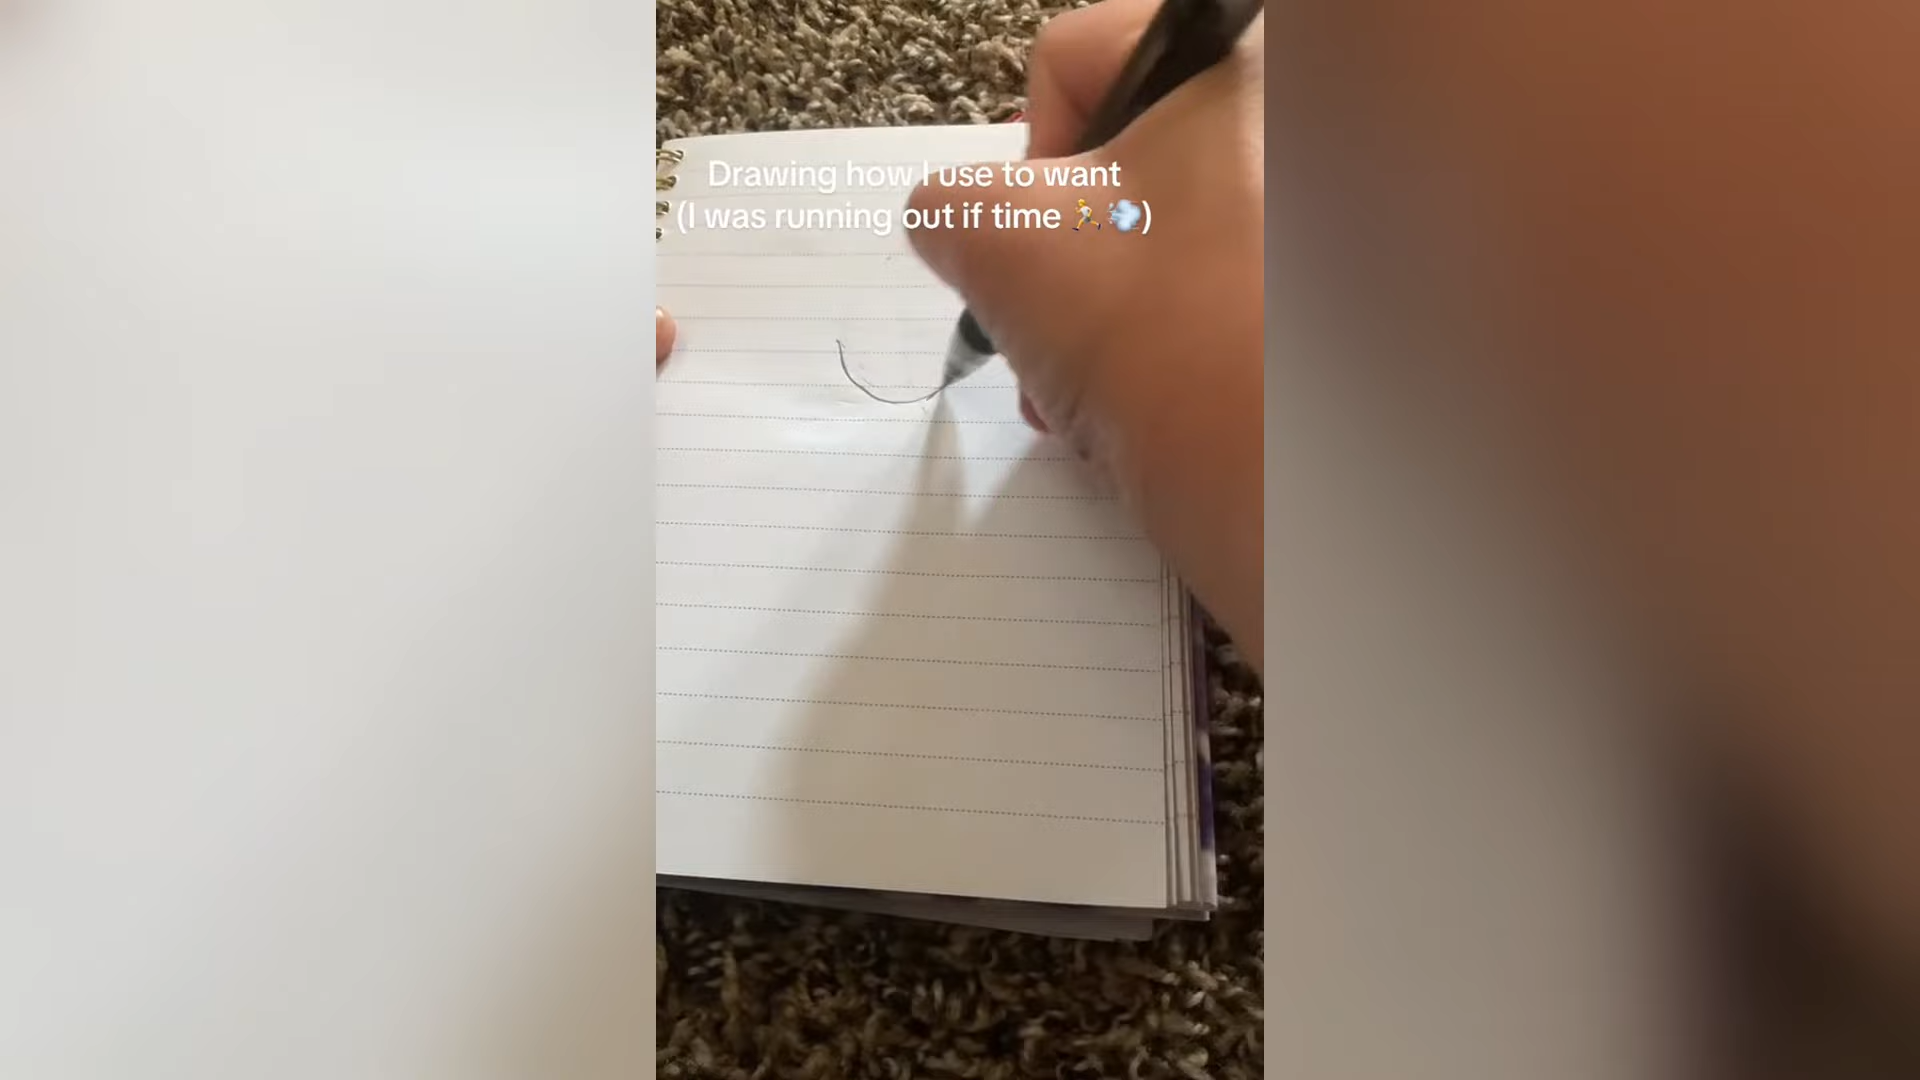 Drawing how I use to want
(I was running out if time 🏃💨)